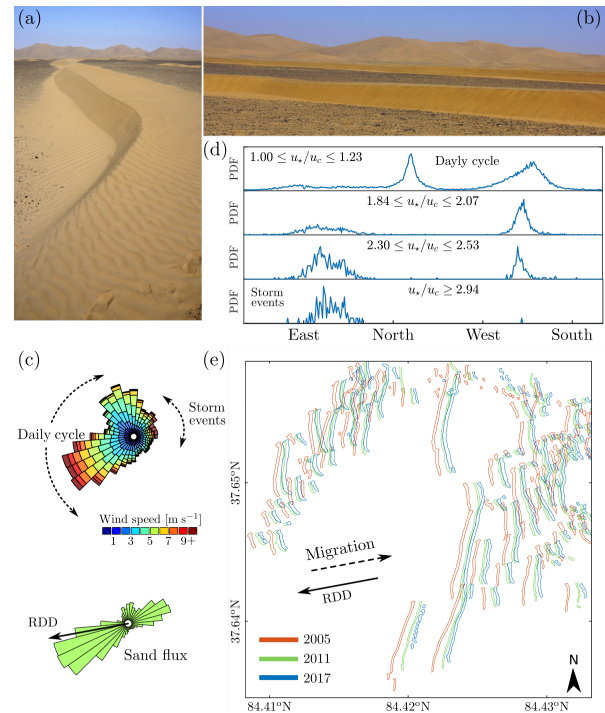 (a)
(b)
(d)
PDF
1.00 ≤ u⋆/uc ≤ 1.23
Dayly cycle
PDF
1.84 ≤ u⋆/uc ≤ 2.07
PDF
2.30 ≤ u⋆/uc ≤ 2.53
PDF
Storm
events
u⋆/uc ≥ 2.94
East
North
West
South
(c)
Daily cycle
Storm
events
Wind speed [m s⁻¹]
1 3 5 7 9+
RDD
Sand flux
(e)
37.65°N
37.64°N
Migration
RDD
2005
2011
2017
N
84.41°N
84.42°N
84.43°N